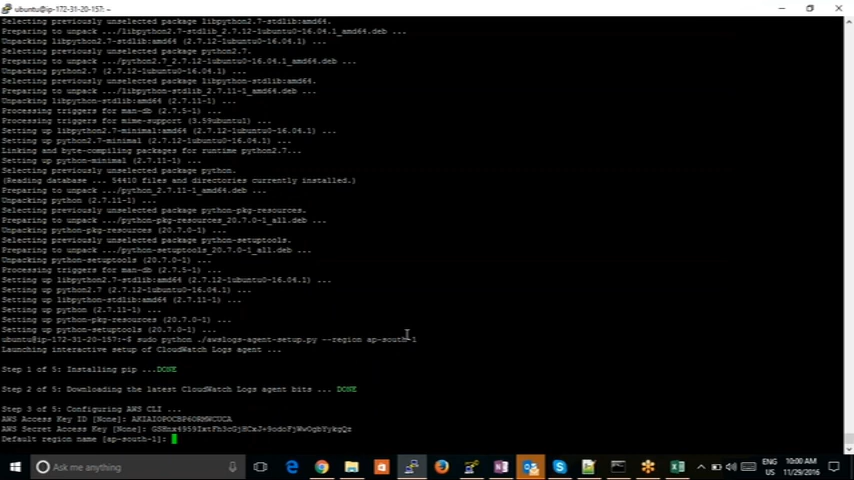 ubuntu@ip-172-31-20-157: ~
Selecting previously unselected package libpython2.7-stdlib:amd64.
Preparing to unpack .../libpython2.7-stdlib_2.7.12-1ubuntu0~16.04.1_amd64.deb ...
Unpacking libpython2.7-stdlib:amd64 (2.7.12-1ubuntu0~16.04.1) ...
Selecting previously unselected package python2.7.
Preparing to unpack .../python2.7_2.7.12-1ubuntu0~16.04.1_amd64.deb ...
Unpacking python2.7 (2.7.12-1ubuntu0~16.04.1) ...
Selecting previously unselected package libpython-stdlib:amd64.
Preparing to unpack .../libpython-stdlib_2.7.11-1_amd64.deb ...
Unpacking libpython-stdlib:amd64 (2.7.11-1) ...
Processing triggers for man-db (2.7.5-1) ...
Processing triggers for mime-support (3.59ubuntu1) ...
Setting up libpython2.7-minimal:amd64 (2.7.12-1ubuntu0~16.04.1) ...
Setting up python2.7-minimal (2.7.12-1ubuntu0~16.04.1) ...
Linking and byte-compiling packages for runtime python2.7...
Setting up python-minimal (2.7.11-1) ...
Selecting previously unselected package python.
(Reading database ... 54410 files and directories currently installed.)
Preparing to unpack .../python_2.7.11-1_amd64.deb ...
Unpacking python (2.7.11-1) ...
Selecting previously unselected package python-pkg-resources.
Preparing to unpack .../python-pkg-resources_20.7.0-1_all.deb ...
Unpacking python-pkg-resources (20.7.0-1) ...
Selecting previously unselected package python-setuptools.
Preparing to unpack .../python-setuptools_20.7.0-1_all.deb ...
Unpacking python-setuptools (20.7.0-1) ...
Processing triggers for man-db (2.7.5-1) ...
Setting up libpython2.7-stdlib:amd64 (2.7.12-1ubuntu0~16.04.1) ...
Setting up python2.7 (2.7.12-1ubuntu0~16.04.1) ...
Setting up libpython-stdlib:amd64 (2.7.11-1) ...
Setting up python (2.7.11-1) ...
Setting up python-pkg-resources (20.7.0-1) ...
Setting up python-setuptools (20.7.0-1) ...
ubuntu@ip-172-31-20-157:~$ sudo python ./awslogs-agent-setup.py --region ap-south-1
Launching interactive setup of CloudWatch Logs agent ...
Step 1 of 5: Installing pip ...DONE
Step 2 of 5: Downloading the latest CloudWatch Logs agent bits ... DONE
Step 3 of 5: Configuring AWS CLI ...
AWS Access Key ID [None]:
AWS Secret Access Key [None]:
Default region name [ap-south-1]:
Ask me anything
ENG
US
10:00 AM
11/29/2016